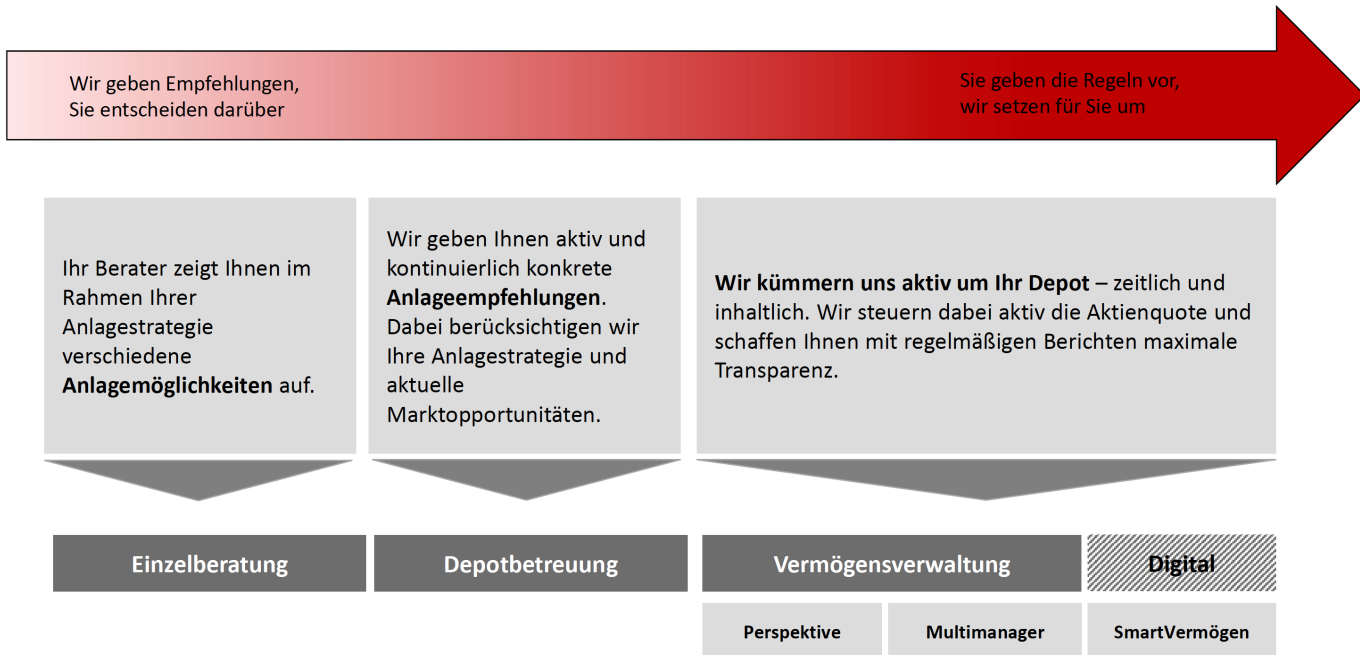 Wir geben Empfehlungen,
Sie entscheiden darüber
Sie geben die Regeln vor,
wir setzen für Sie um
Ihr Berater zeigt Ihnen im
Rahmen Ihrer
Anlagestrategie
verschiedene
Anlagemöglichkeiten auf.
Wir geben Ihnen aktiv und
kontinuierlich konkrete
Anlageempfehlungen.
Dabei berücksichtigen wir
Ihre Anlagestrategie und
aktuelle
Marktopportunitäten.
Wir kümmern uns aktiv um Ihr Depot – zeitlich und
inhaltlich. Wir steuern dabei aktiv die Aktienquote und
schaffen Ihnen mit regelmäßigen Berichten maximale
Transparenz.
Einzelberatung
Depotbetreuung
Vermögensverwaltung
Digital
Perspektive
Multimanager
SmartVermögen